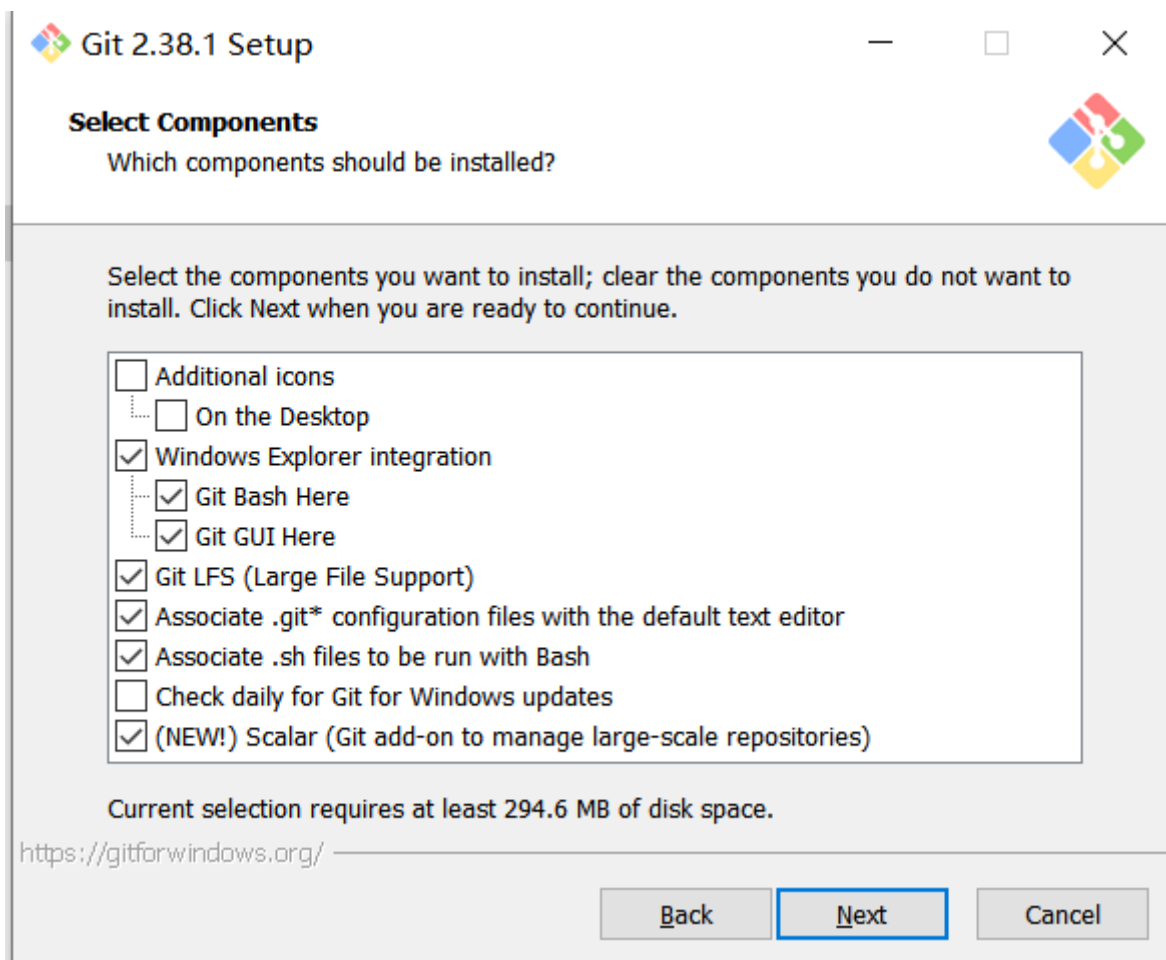 Git 2.38.1 Setup
Select Components
Which components should be installed?
Select the components you want to install; clear the components you do not want to
install. Click Next when you are ready to continue.
Additional icons
On the Desktop
Windows Explorer integration
Git Bash Here
Git GUI Here
Git LFS (Large File Support)
Associate .git* configuration files with the default text editor
Associate .sh files to be run with Bash
Check daily for Git for Windows updates
(NEW!) Scalar (Git add-on to manage large-scale repositories)
Current selection requires at least 294.6 MB of disk space.
https://gitforwindows.org/
Back Next Cancel